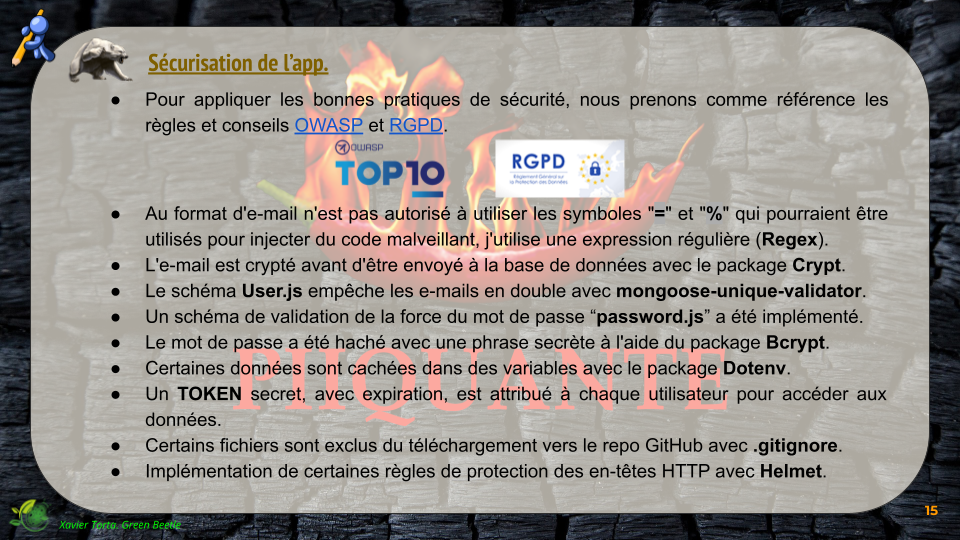 Sécurisation de l'app.
● Pour appliquer les bonnes pratiques de sécurité, nous prenons comme référence les
règles et conseils OWASP et RGPD.
OWASP
TOP10
RGPD
Règlement Général sur
la Protection des Données
● Au format d'e-mail n'est pas autorisé à utiliser les symboles "=" et "%" qui pourraient être
utilisés pour injecter du code malveillant, j'utilise une expression régulière (Regex).
● L'e-mail est crypté avant d'être envoyé à la base de données avec le package Crypt.
● Le schéma User.js empêche les e-mails en double avec mongoose-unique-validator.
● Un schéma de validation de la force du mot de passe “password.js” a été implémenté.
● Le mot de passe a été haché avec une phrase secrète à l'aide du package Bcrypt.
PIIQUANTE
● Certaines données sont cachées dans des variables avec le package Dotenv.
● Un TOKEN secret, avec expiration, est attribué à chaque utilisateur pour accéder aux
données.
● Certains fichiers sont exclus du téléchargement vers le repo GitHub avec .gitignore.
● Implémentation de certaines règles de protection des en-têtes HTTP avec Helmet.
15
Xavier Torta. Green Beetle